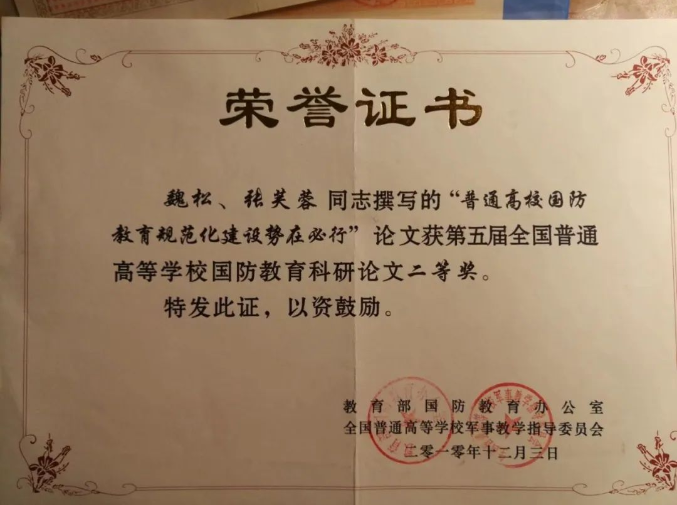 荣誉证书
魏松、张芙蓉 同志撰写的“普通高校国防
教育规范化建设势在必行”论文获第五届全国普通
高等学校国防教育科研论文二等奖。
特发此证，以资鼓励。
教育部国防教育办公室
全国普通高等学校军事教学指导委员会
二零一零年十二月三日